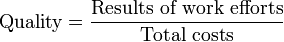 Quality = Results of work efforts / Total costs